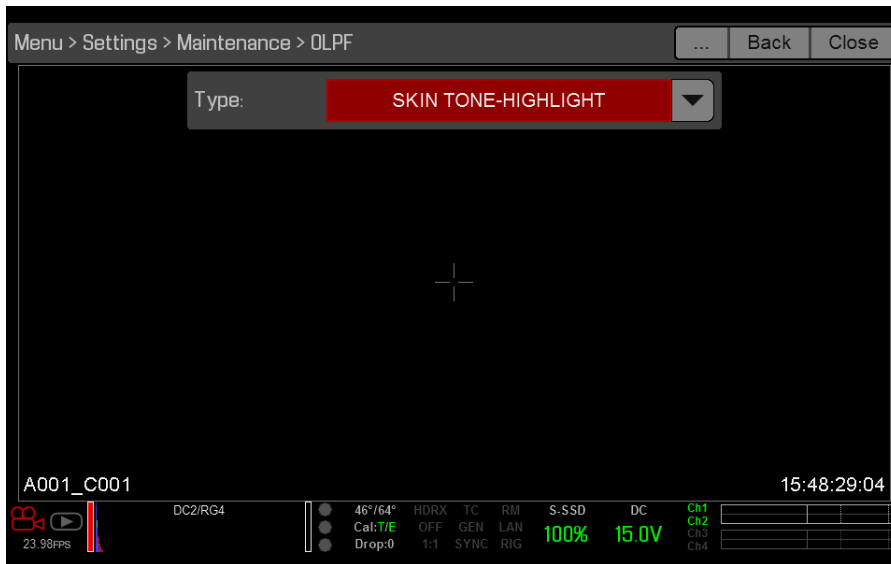 Menu > Settings > Maintenance > OLPF ... Back Close
Type: SKIN TONE-HIGHLIGHT
A001_C001 15:48:29:04
DC2/RG4 46°/64° HDRX TC RM S-SSD DC Ch1
Cal:T/E OFF GEN LAN 100% 15.0V Ch2
23.98FPS Drop:0 1:1 SYNC RIG Ch3
Ch4